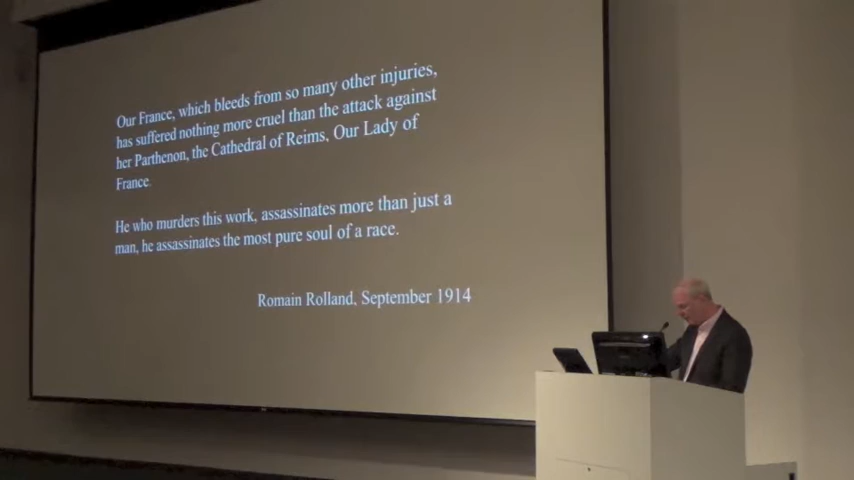 Our France, which bleeds from so many other injuries,
has suffered nothing more cruel than the attack against
her Parthenon, the Cathedral of Reims, Our Lady of
France.
He who murders this work, assassinates more than just a
man, he assassinates the most pure soul of a race.
Romain Rolland, September 1914